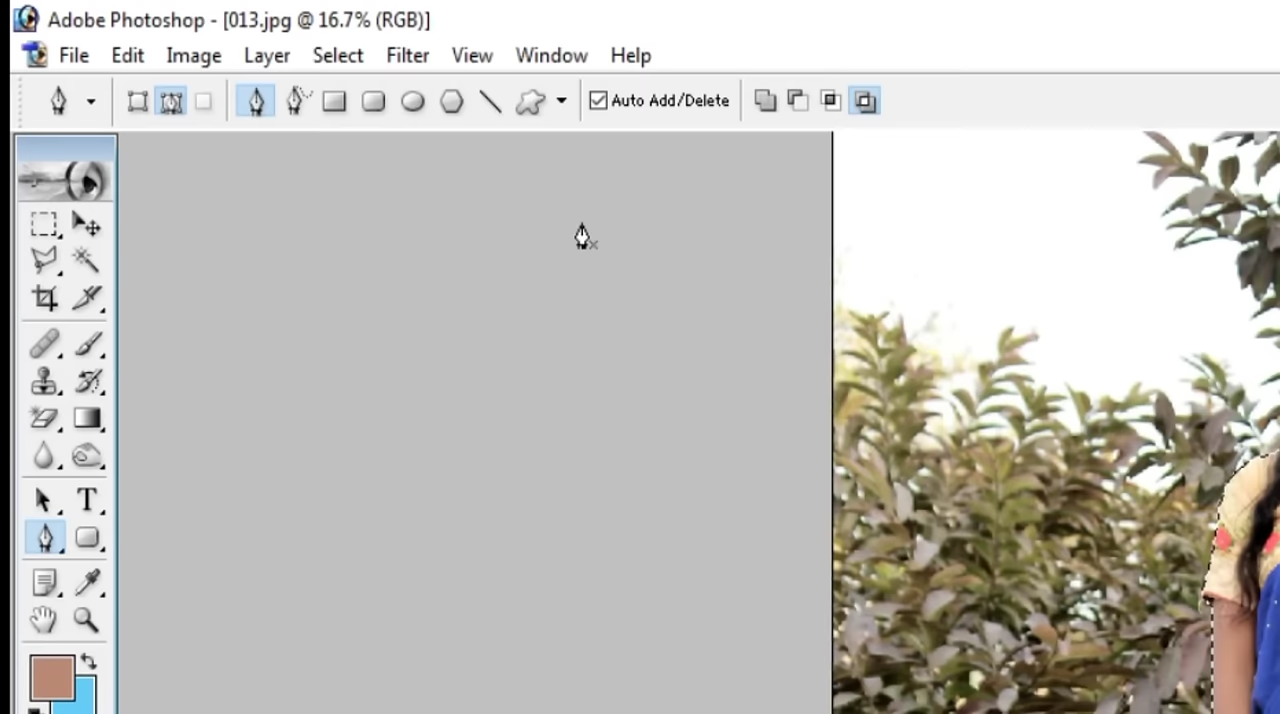 Adobe Photoshop - [013.jpg @ 16.7% (RGB)]
File Edit Image Layer Select Filter View Window Help
Auto Add/Delete
T